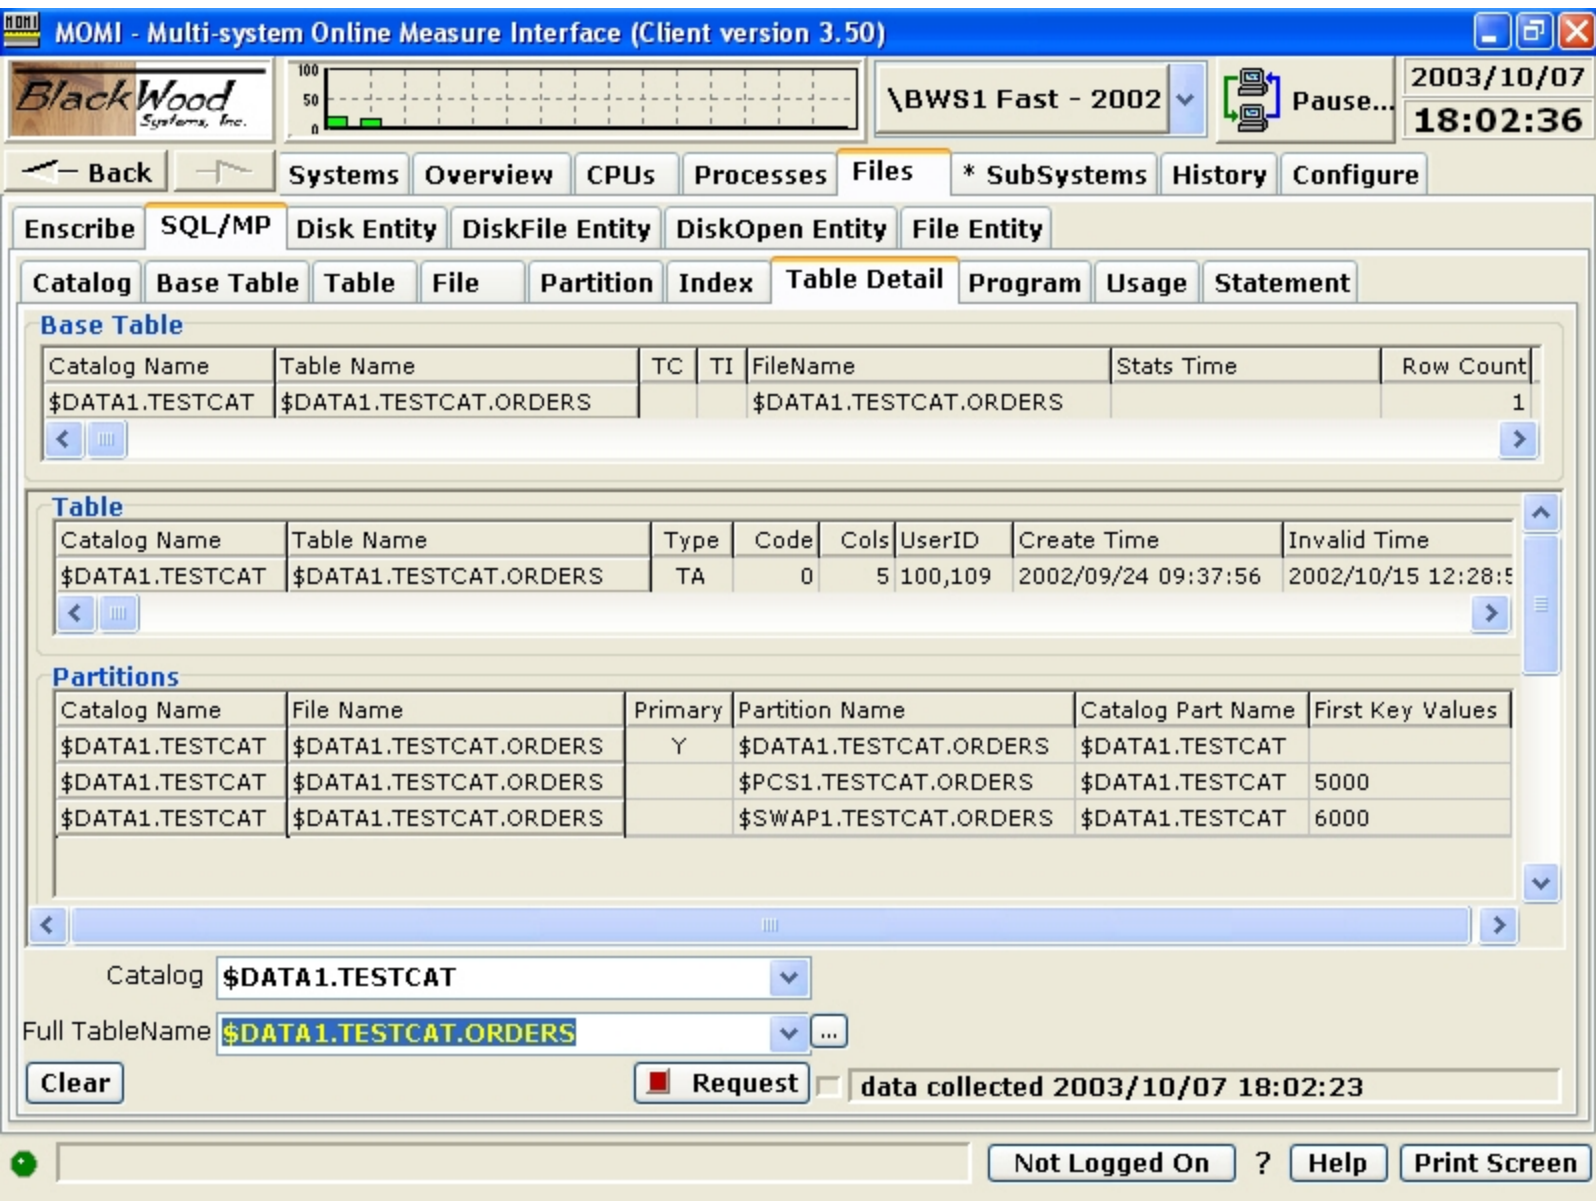 MOMI
MOMI - Multi-system Online Measure Interface (Client version 3.50)
BlackWood
Systems, Inc.
100
50
0
\BWS1 Fast - 2002
Pause...
2003/10/07
18:02:36
Back
Systems Overview CPUs Processes Files * SubSystems History Configure
Enscribe SQL/MP Disk Entity DiskFile Entity DiskOpen Entity File Entity
Catalog Base Table Table File Partition Index Table Detail Program Usage Statement
Base Table
Catalog Name Table Name TC TI FileName Stats Time Row Count
$DATA1.TESTCAT $DATA1.TESTCAT.ORDERS $DATA1.TESTCAT.ORDERS 1
Table
Catalog Name Table Name Type Code Cols UserID Create Time Invalid Time
$DATA1.TESTCAT $DATA1.TESTCAT.ORDERS TA 0 5 100,109 2002/09/24 09:37:56 2002/10/15 12:28:5
Partitions
Catalog Name File Name Primary Partition Name Catalog Part Name First Key Values
$DATA1.TESTCAT $DATA1.TESTCAT.ORDERS Y $DATA1.TESTCAT.ORDERS $DATA1.TESTCAT
$DATA1.TESTCAT $DATA1.TESTCAT.ORDERS $PCS1.TESTCAT.ORDERS $DATA1.TESTCAT 5000
$DATA1.TESTCAT $DATA1.TESTCAT.ORDERS $SWAP1.TESTCAT.ORDERS $DATA1.TESTCAT 6000
Catalog $DATA1.TESTCAT
Full TableName $DATA1.TESTCAT.ORDERS ...
Clear Request data collected 2003/10/07 18:02:23
Not Logged On ? Help Print Screen